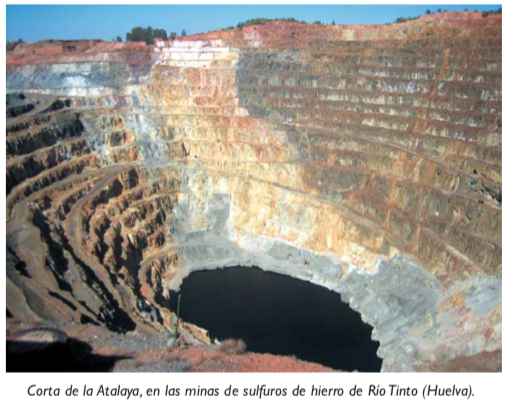 Corta de la Atalaya, en las minas de sulfuros de hierro de Río Tinto (Huelva).